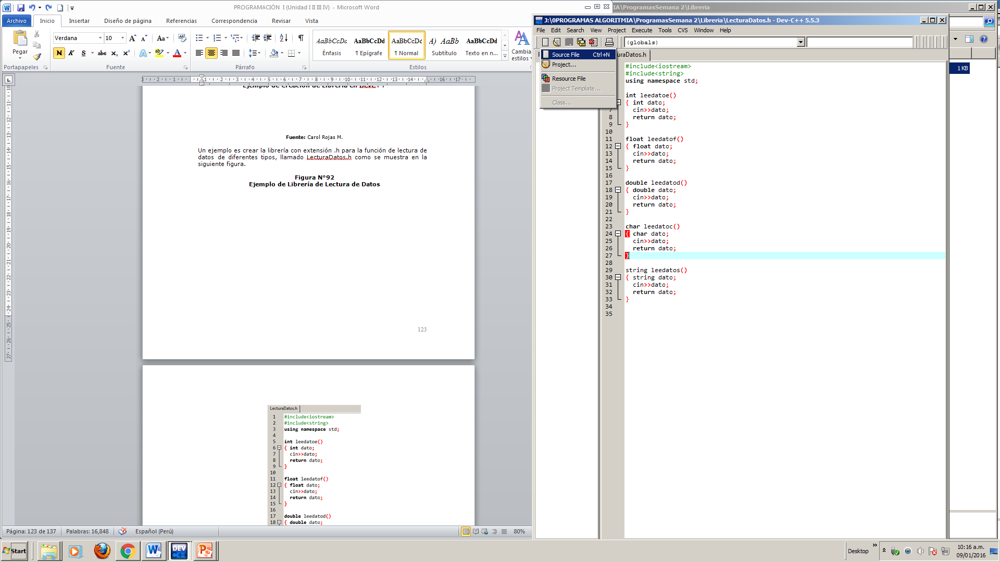 PROGRAMACIÓN I (Unidad I II III IV) - Microsoft Word
Archivo
Inicio
Insertar
Diseño de página
Referencias
Correspondencia
Revisar
Vista
Pegar
Portapapeles
Verdana
10
Aa
N K S abc x₂ x²
Fuente
Párrafo
AaBbCcDc
Énfasis
AaBbCcDd
¶ Epígrafe
AaBbCcDd
¶ Normal
A) AaBb
Subtítulo
AaBbCcDd
Texto en n...
Cambia
estilos
Estilos
Fuente: Carol Rojas M.
Un ejemplo es crear la librería con extensión .h para la función de lectura de
datos de diferentes tipos, llamado LecturaDatos.h como se muestra en la
siguiente figura.
Figura N°92
Ejemplo de Librería de Lectura de Datos
123
LecturaDatos.h
1 #include<iostream>
2 #include<string>
3 using namespace std;
4
5 int leedatoe()
6 { int dato;
7 cin>>dato;
8 return dato;
9 }
10
11 float leedatof()
12 { float dato;
13 cin>>dato;
14 return dato;
15 }
16
17 double leedatod()
18 { double dato;
Página: 123 de 137
Palabras: 16,848
Español (Perú)
80%
IA\ProgramasSemana 2\Libreria
J:\0PROGRAMAS ALGORITMIA\ProgramasSemana 2\Libreria\LecturaDatos.h - Dev-C++ 5.5.3
File Edit Search View Project Execute Tools CVS Window Help
(globals)
uraDatos.h
Source File Ctrl+N
Project...
Resource File
Project Template...
Class...
#include<iostream>
#include<string>
using namespace std;
int leedatoe()
{ int dato;
7 cin>>dato;
8 return dato;
9 }
10
11 float leedatof()
12 { float dato;
13 cin>>dato;
14 return dato;
15 }
16
17 double leedatod()
18 { double dato;
19 cin>>dato;
20 return dato;
21 }
22
23 char leedatoc()
24 { char dato;
25 cin>>dato;
26 return dato;
27 }
28
29 string leedatos()
30 { string dato;
31 cin>>dato;
32 return dato;
33 }
34
35
1 KB
Start
Desktop
10:16 a.m.
09/01/2016